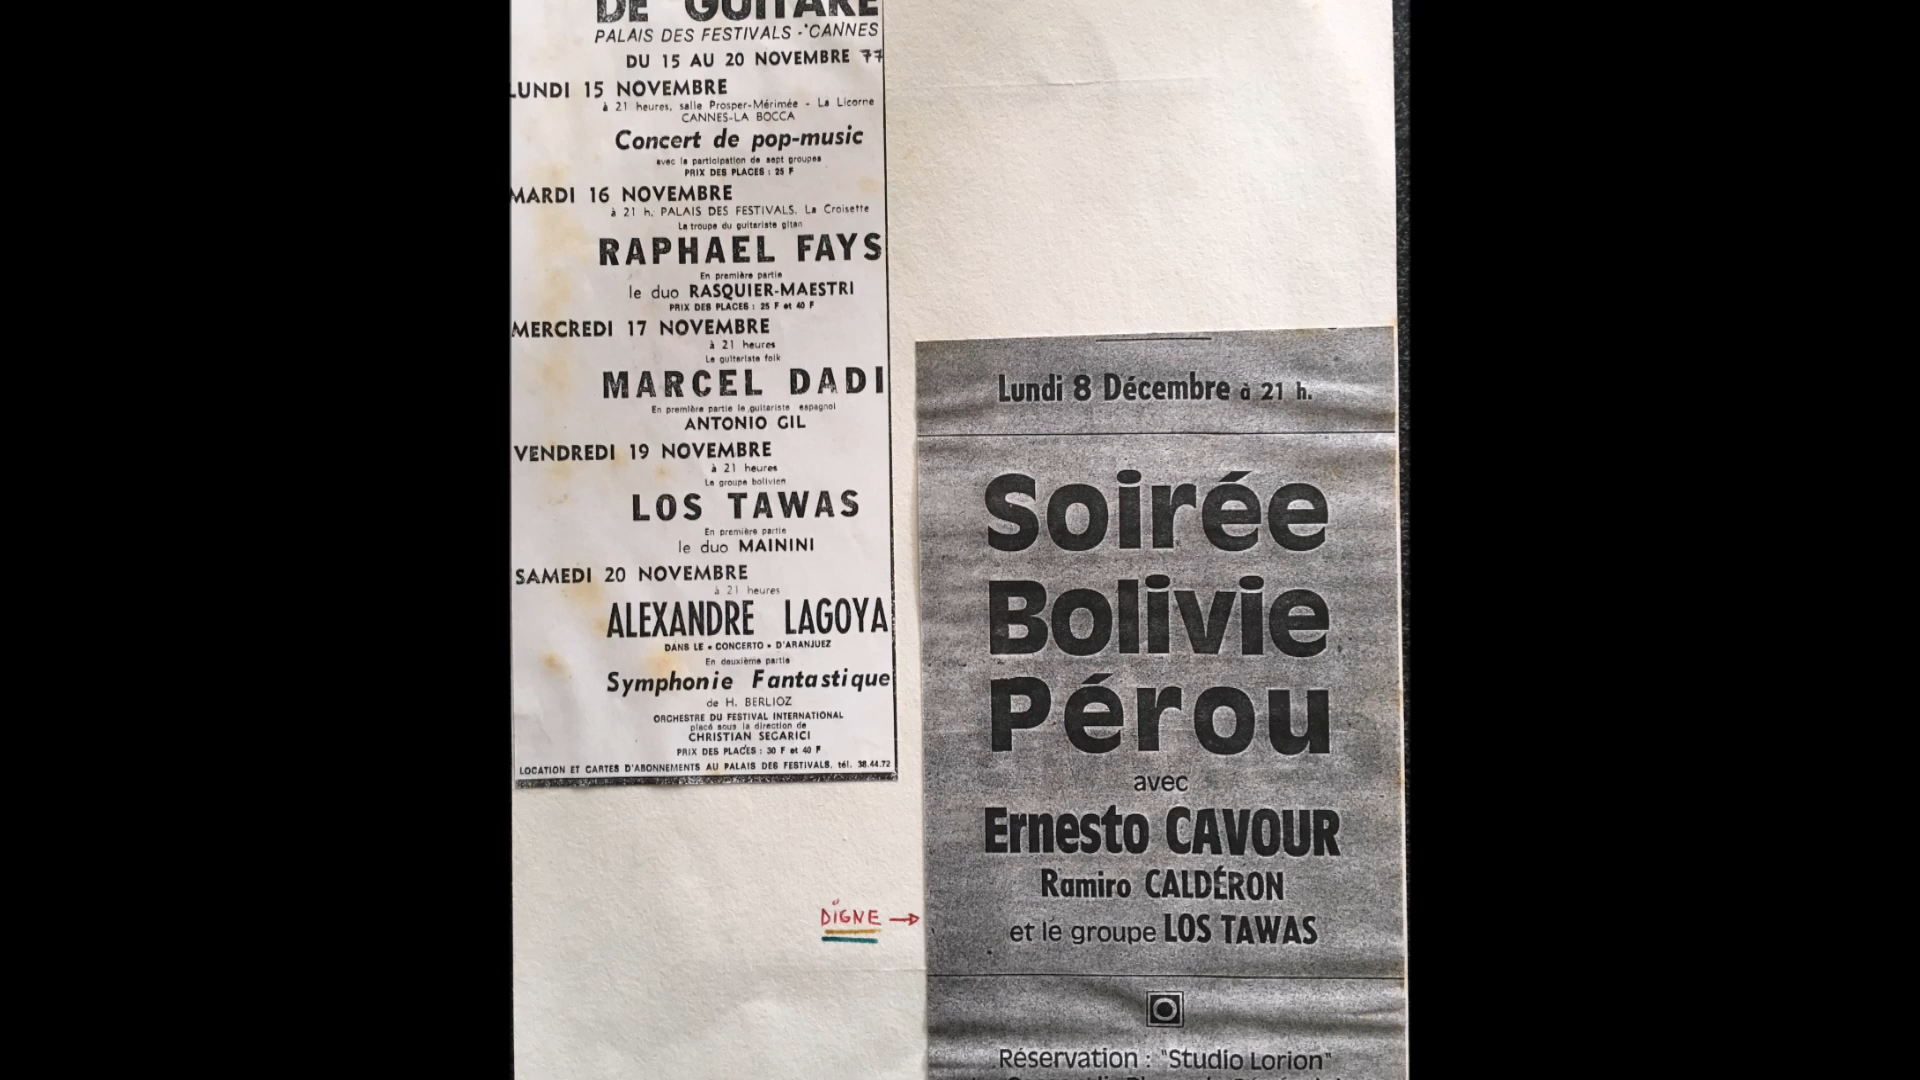 DE GUITARE
PALAIS DES FESTIVALS - CANNES
DU 15 AU 20 NOVEMBRE 77
LUNDI 15 NOVEMBRE
à 21 heures, salle Prosper-Mérimée - La Licorne
CANNES-LA BOCCA
Concert de pop-music
avec la participation de sept groupes
PRIX DES PLACES : 25 F
MARDI 16 NOVEMBRE
à 21 h. PALAIS DES FESTIVALS. La Croisette
La troupe du guitariste gitan
RAPHAEL FAYS
En première partie
le duo RASQUIER-MAESTRI
PRIX DES PLACES : 25 F et 40 F
MERCREDI 17 NOVEMBRE
à 21 heures
Le guitariste folk
MARCEL DADI
En première partie le guitariste espagnol
ANTONIO GIL
VENDREDI 19 NOVEMBRE
à 21 heures
Le groupe bolivien
LOS TAWAS
En première partie
le duo MAININI
SAMEDI 20 NOVEMBRE
à 21 heures
ALEXANDRE LAGOYA
DANS LE « CONCERTO » D'ARANJUEZ
En deuxième partie
Symphonie Fantastique
de H. BERLIOZ
ORCHESTRE DU FESTIVAL INTERNATIONAL
placé sous la direction de
CHRISTIAN SEGARICI
PRIX DES PLACES : 30 F et 40 F
LOCATION ET CARTES D'ABONNEMENTS AU PALAIS DES FESTIVALS, tél. 38.44.72
DIGNE →
Lundi 8 Décembre à 21 h.
Soirée
Bolivie
Pérou
avec
Ernesto CAVOUR
Ramiro CALDÉRON
et le groupe LOS TAWAS
Réservation : "Studio Lorion"